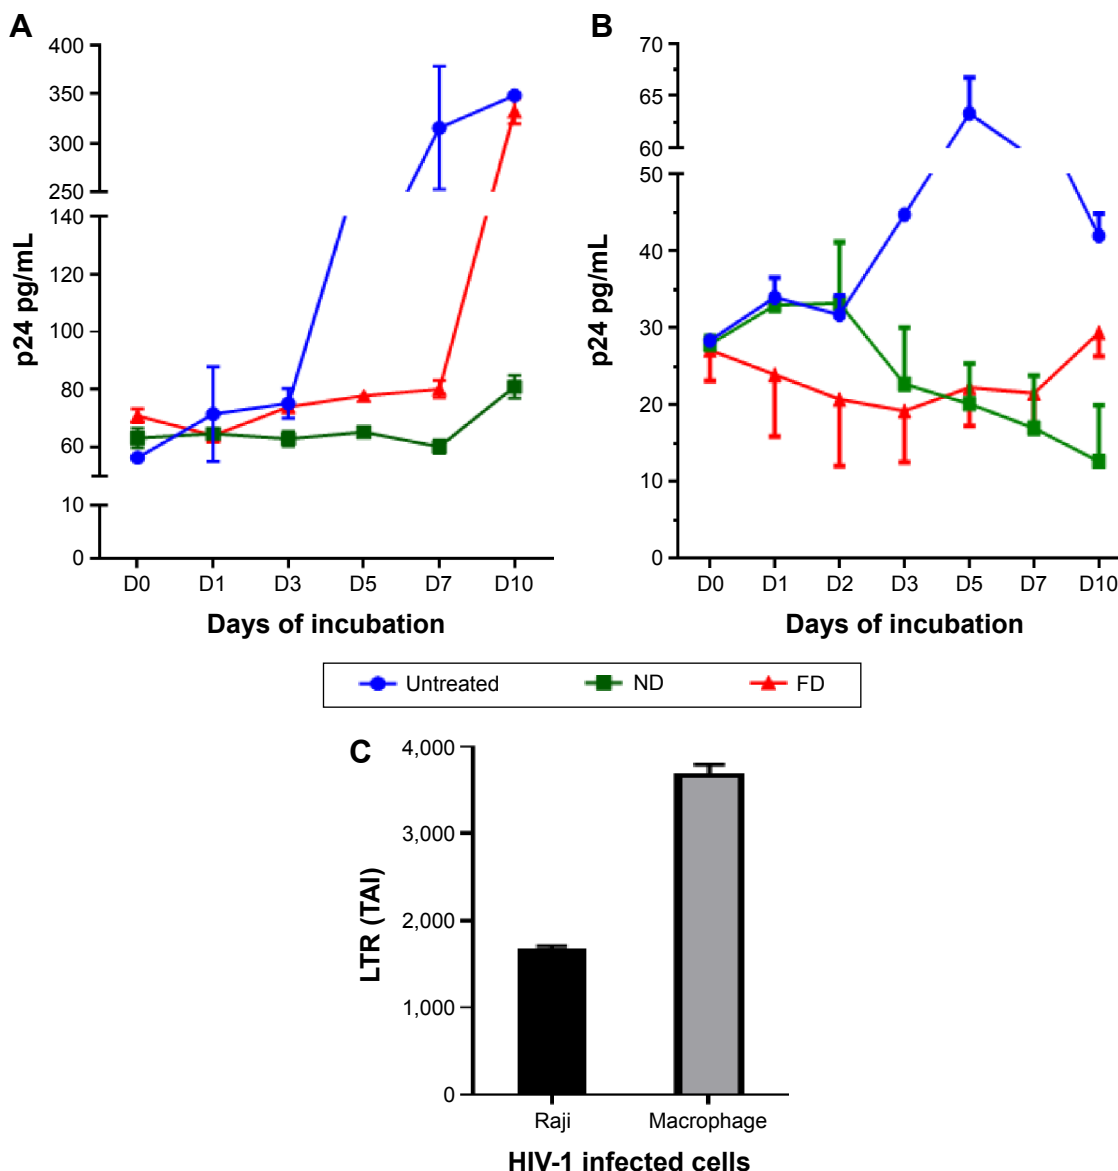 A
400
350
300
250
140
120
100
80
60
10
0
p24 pg/mL
D0 D1 D3 D5 D7 D10
Days of incubation
B
70
65
60
50
40
30
20
10
0
p24 pg/mL
D0 D1 D2 D3 D5 D7 D10
Days of incubation
Untreated ND FD
C
4,000
3,000
2,000
1,000
0
LTR (TAI)
Raji Macrophage
HIV-1 infected cells